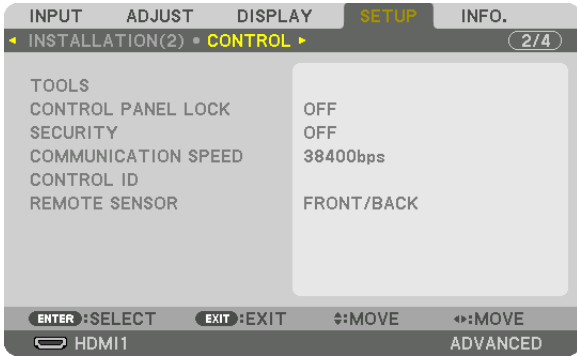 INPUT ADJUST DISPLAY SETUP INFO.
INSTALLATION(2) • CONTROL 2/4
TOOLS
CONTROL PANEL LOCK OFF
SECURITY OFF
COMMUNICATION SPEED 38400bps
CONTROL ID
REMOTE SENSOR FRONT/BACK
ENTER :SELECT EXIT :EXIT :MOVE :MOVE
HDMI1 ADVANCED